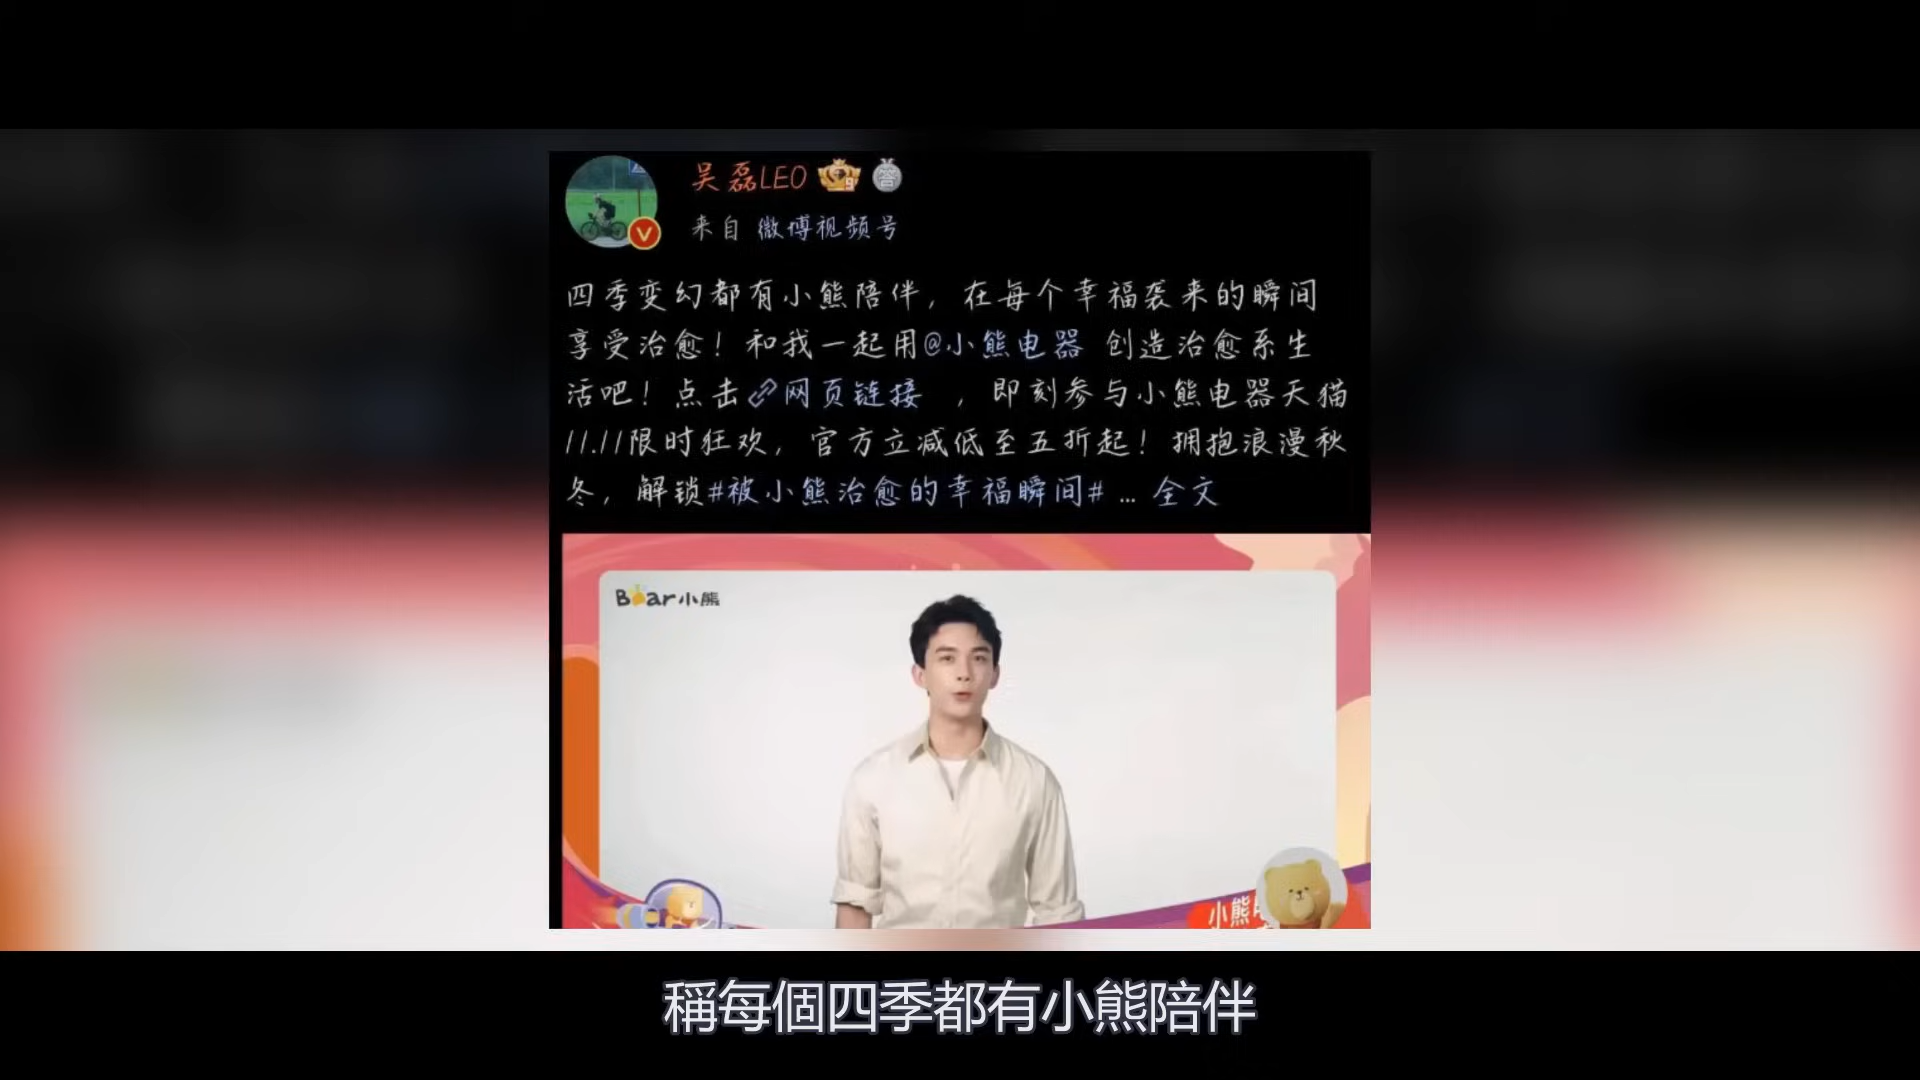 吴磊LEO
来自 微博视频号
四季变幻都有小熊陪伴，在每个幸福袭来的瞬间
享受治愈！和我一起用@小熊电器 创造治愈系生
活吧！点击网页链接 ，即刻参与小熊电器天猫
11.11限时狂欢，官方立减低至五折起！拥抱浪漫秋
冬，解锁#被小熊治愈的幸福瞬间# ... 全文
Bear小熊
小熊
稱每個四季都有小熊陪伴